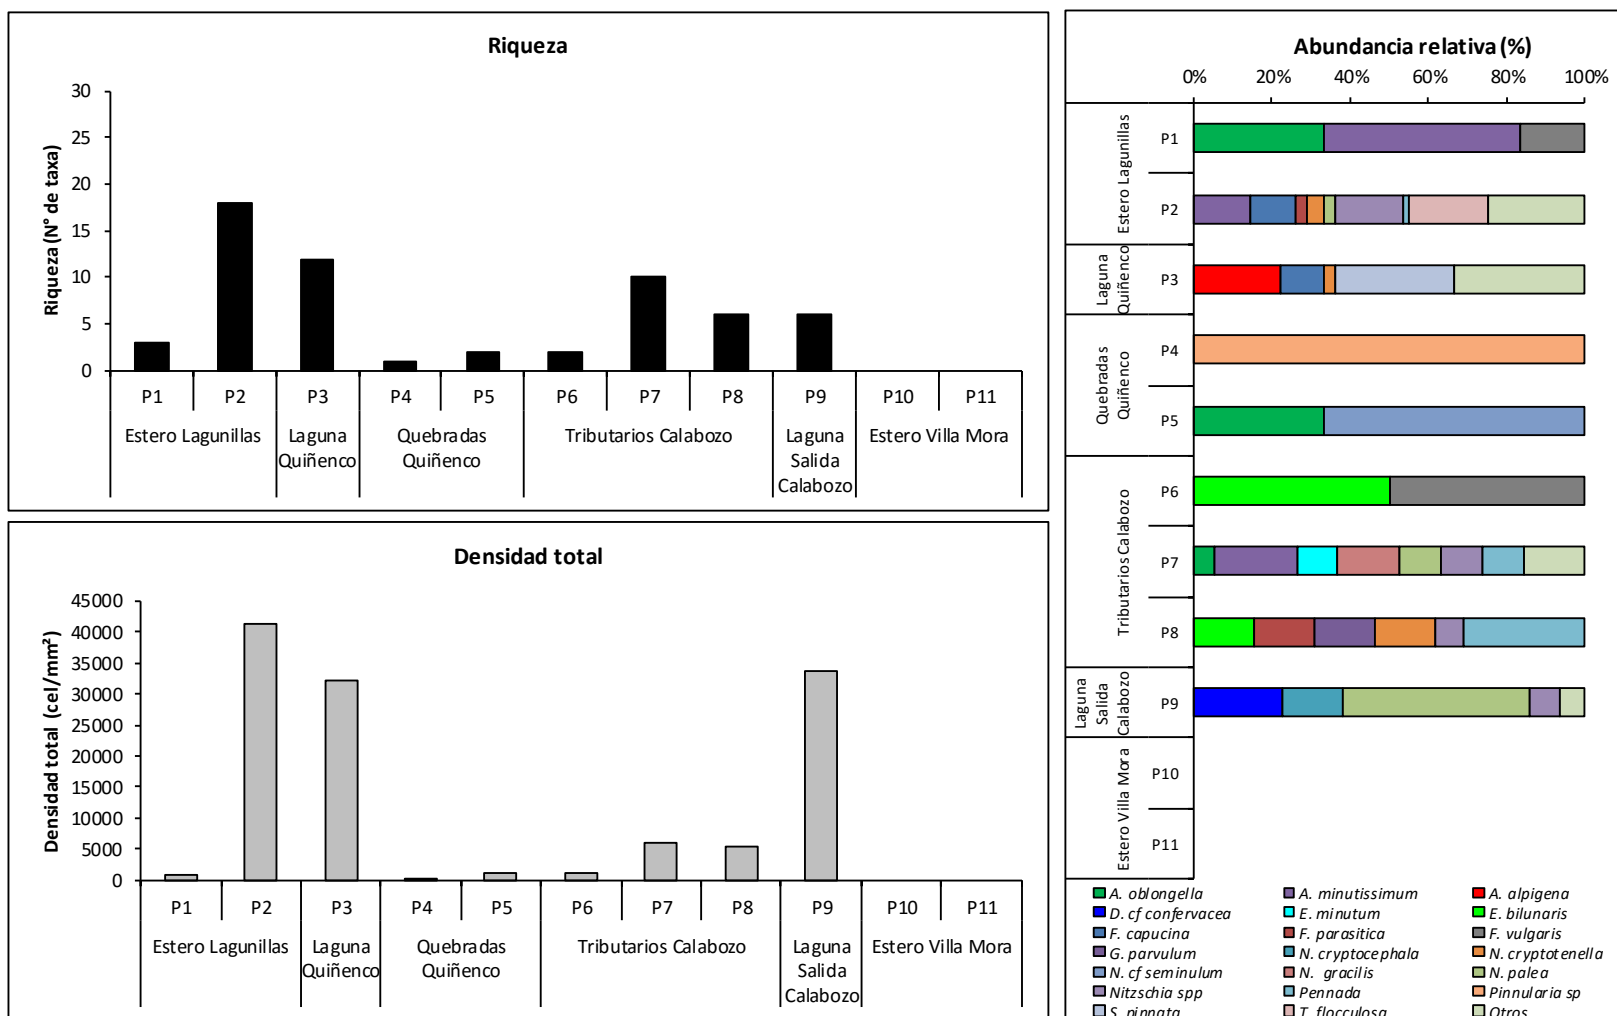 Riqueza
Riqueza (N° de taxa)
30
25
20
15
10
5
0
P1 P2 P3 P4 P5 P6 P7 P8 P9 P10 P11
Estero Lagunillas
Laguna Quiñenco
Quebradas Quiñenco
Tributarios Calabozo
Laguna Salida Calabozo
Estero Villa Mora
Densidad total
Densidad total (cel/mm²)
45000
40000
35000
30000
25000
20000
15000
10000
5000
0
P1 P2 P3 P4 P5 P6 P7 P8 P9 P10 P11
Estero Lagunillas
Laguna Quiñenco
Quebradas Quiñenco
Tributarios Calabozo
Laguna Salida Calabozo
Estero Villa Mora
Abundancia relativa (%)
0% 20% 40% 60% 80% 100%
Estero Lagunillas
P1
P2
Laguna Quiñenco
P3
Quebradas Quiñenco
P4
P5
Tributarios Calabozo
P6
P7
P8
Laguna Salida Calabozo
P9
Estero Villa Mora
P10
P11
A. oblongella A. minutissimum A. alpigena
D. cf confervacea E. minutum E. bilunaris
F. capucina F. parasitica F. vulgaris
G. parvulum N. cryptocephala N. cryptotenella
N. cf seminulum N. gracilis N. palea
Nitzschia spp Pennada Pinnularia sp
S. pinnata T. flocculosa Otros